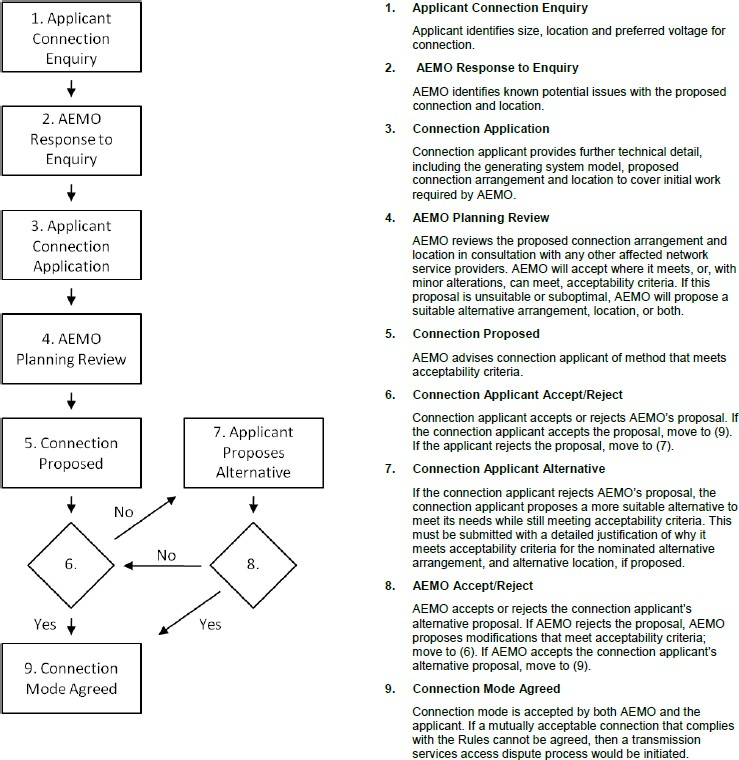 1. Applicant
Connection
Enquiry
2. AEMO
Response to
Enquiry
3. Applicant
Connection
Application
4. AEMO
Planning Review
5. Connection
Proposed
7. Applicant
Proposes
Alternative
No
6.
No
8.
Yes
Yes
9. Connection
Mode Agreed
1. Applicant Connection Enquiry
Applicant identifies size, location and preferred voltage for
connection.
2. AEMO Response to Enquiry
AEMO identifies known potential issues with the proposed
connection and location.
3. Connection Application
Connection applicant provides further technical detail,
including the generating system model, proposed
connection arrangement and location to cover initial work
required by AEMO.
4. AEMO Planning Review
AEMO reviews the proposed connection arrangement and
location in consultation with any other affected network
service providers. AEMO will accept where it meets, or, with
minor alterations, can meet, acceptability criteria. If this
proposal is unsuitable or suboptimal, AEMO will propose a
suitable alternative arrangement, location, or both.
5. Connection Proposed
AEMO advises connection applicant of method that meets
acceptability criteria.
6. Connection Applicant Accept/Reject
Connection applicant accepts or rejects AEMO's proposal. If
the connection applicant accepts the proposal, move to (9).
If the applicant rejects the proposal, move to (7).
7. Connection Applicant Alternative
If the connection applicant rejects AEMO's proposal, the
connection applicant proposes a more suitable alternative to
meet its needs while still meeting acceptability criteria. This
must be submitted with a detailed justification of why it
meets acceptability criteria for the nominated alternative
arrangement, and alternative location, if proposed.
8. AEMO Accept/Reject
AEMO accepts or rejects the connection applicant's
alternative proposal. If AEMO rejects the proposal, AEMO
proposes modifications that meet acceptability criteria;
move to (6). If AEMO accepts the connection applicant's
alternative proposal, move to (9).
9. Connection Mode Agreed
Connection mode is accepted by both AEMO and the
applicant. If a mutually acceptable connection that complies
with the Rules cannot be agreed, then a transmission
services access dispute process would be initiated.